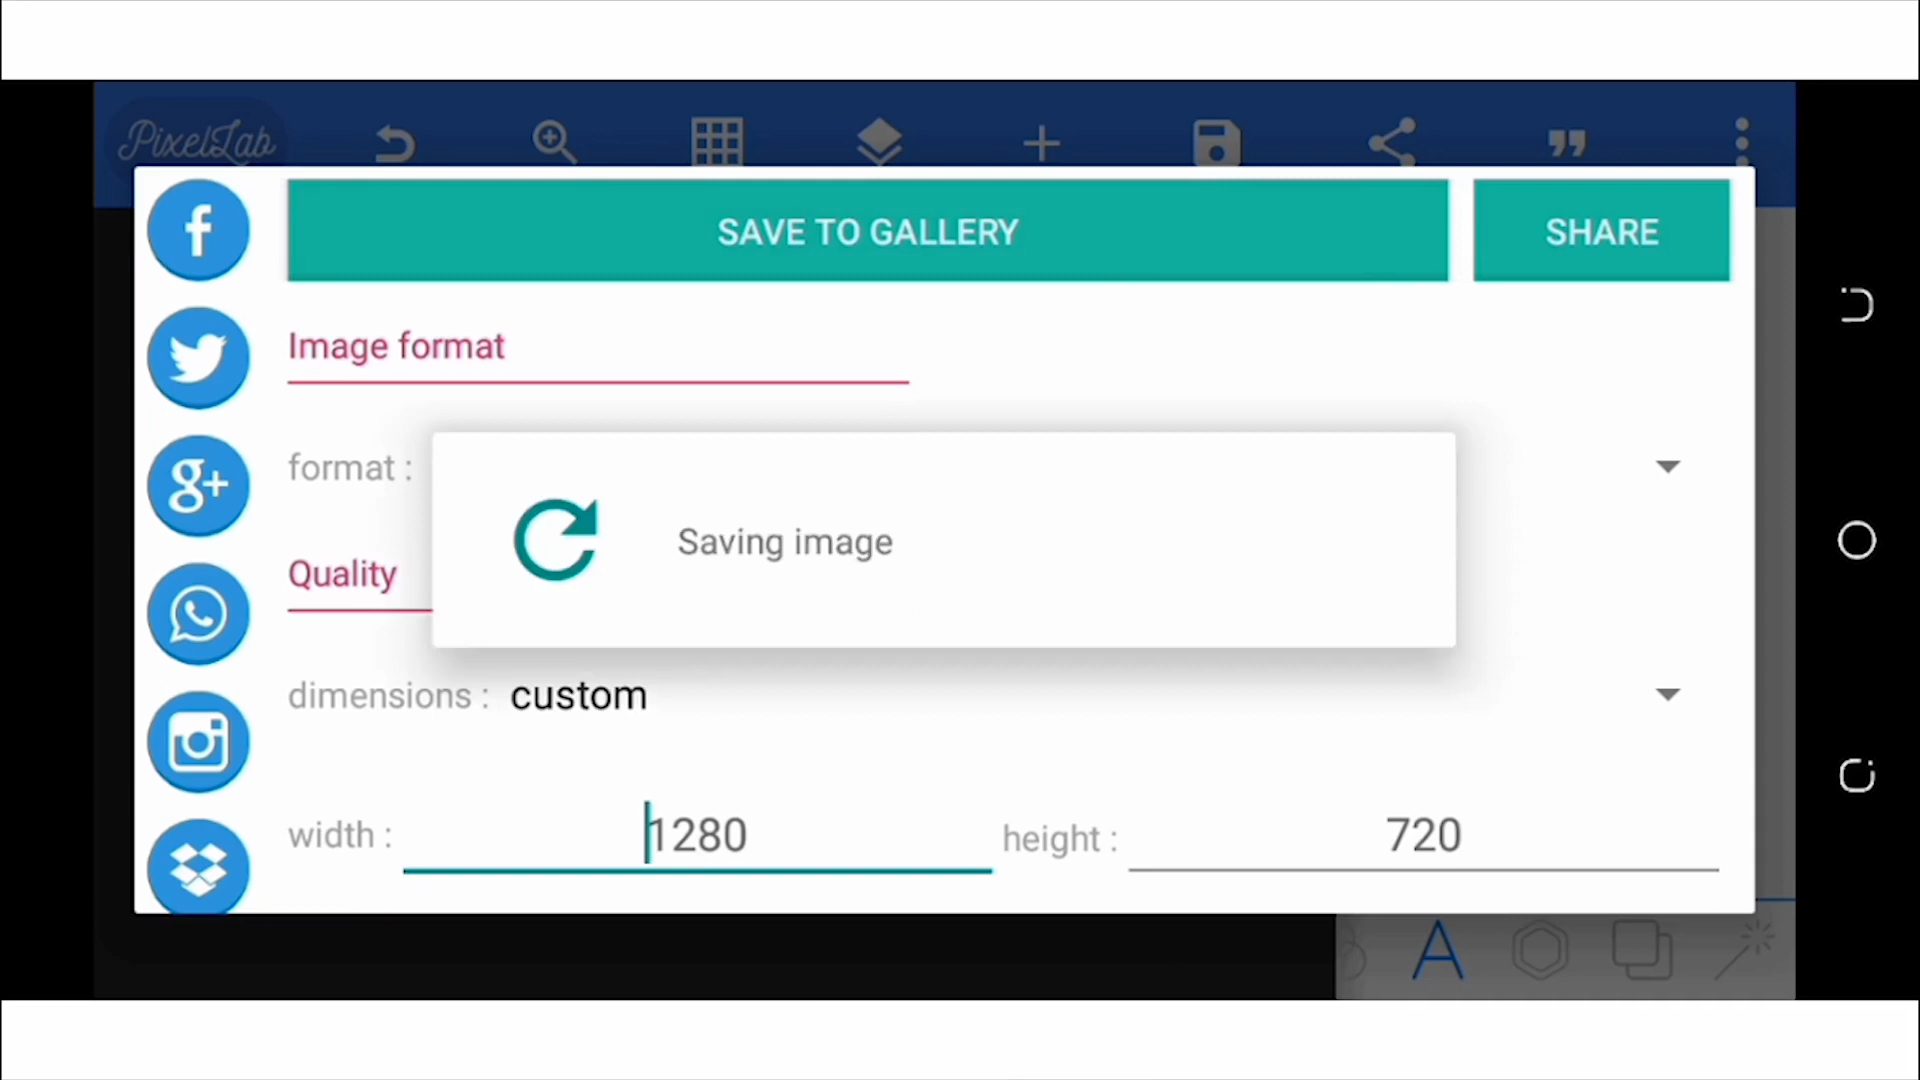 PixelLab
SAVE TO GALLERY
SHARE
Image format
format :
Saving image
Quality
dimensions : custom
width : 1280 height : 720